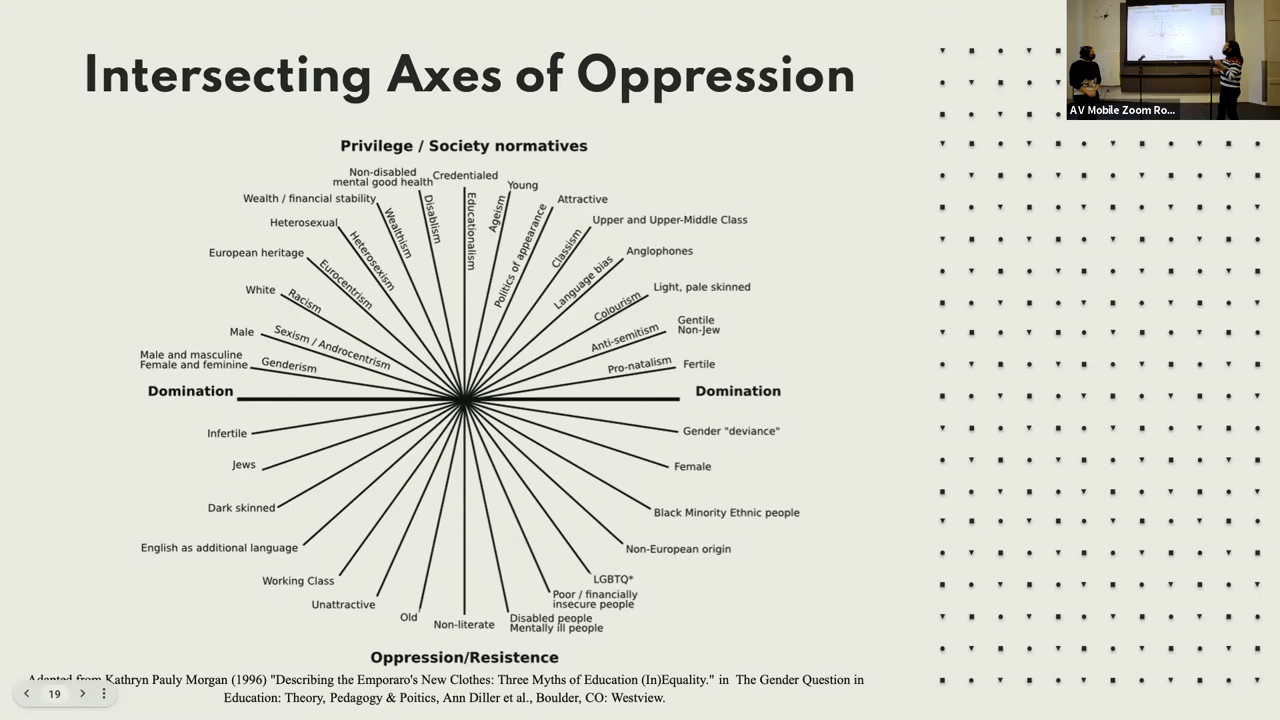 Intersecting Axes of Oppression
AV Mobile Zoom Ro...
Privilege / Society normatives
Non-disabled
mental good health
Credentialed
Young
Wealth / financial stability
Attractive
Heterosexual
Upper and Upper-Middle Class
European heritage
Anglophones
White
Light, pale skinned
Male
Gentile
Non-Jew
Male and masculine
Female and feminine
Fertile
Genderism
Sexism / Androcentrism
Racism
Eurocentrism
Heterosexism
Wealthism
Disablism
Educationalism
Ageism
Politics of appearance
Classism
Language bias
Colourism
Anti-semitism
Pro-natalism
Domination
Domination
Infertile
Gender "deviance"
Jews
Female
Dark skinned
Black Minority Ethnic people
English as additional language
Non-European origin
Working Class
LGBTQ*
Unattractive
Poor / financially
insecure people
Old
Non-literate
Disabled people
Mentally ill people
Oppression/Resistence
Adapted from Kathryn Pauly Morgan (1996) "Describing the Emporaro's New Clothes: Three Myths of Education (In)Equality." in The Gender Question in
Education: Theory, Pedagogy & Poitics, Ann Diller et al., Boulder, CO: Westview.
19